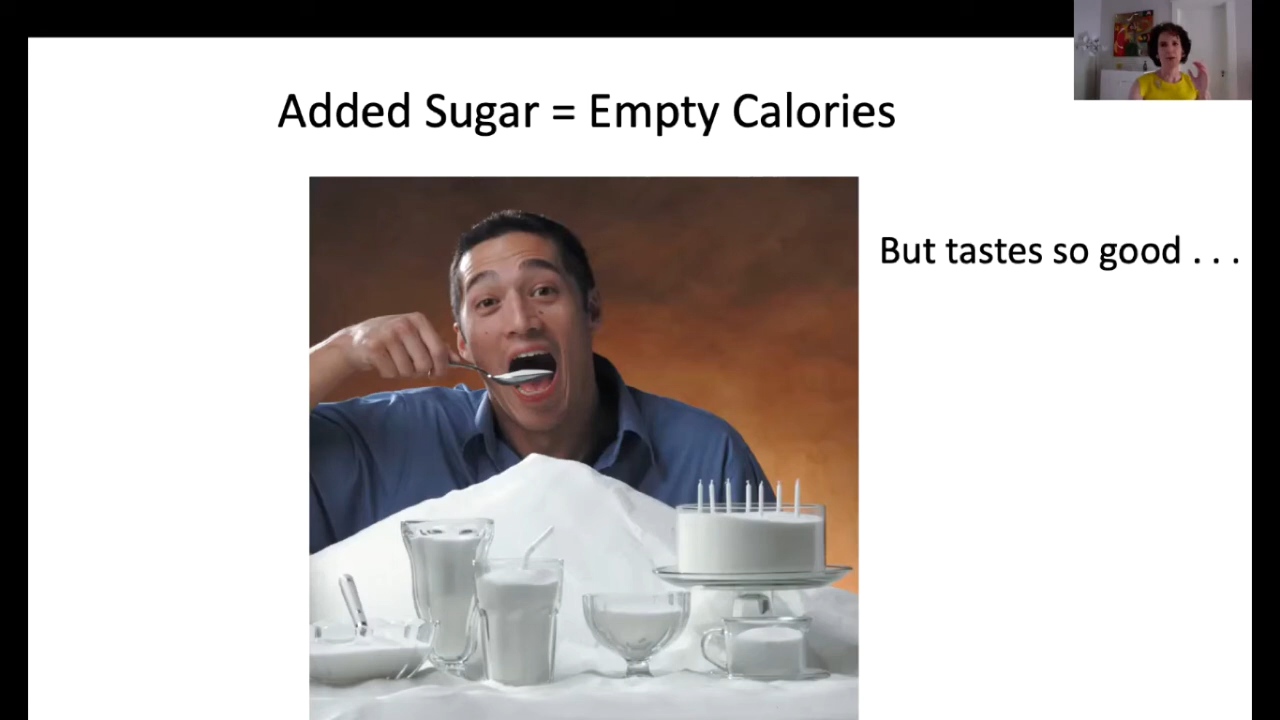 Added Sugar = Empty Calories
But tastes so good . . .